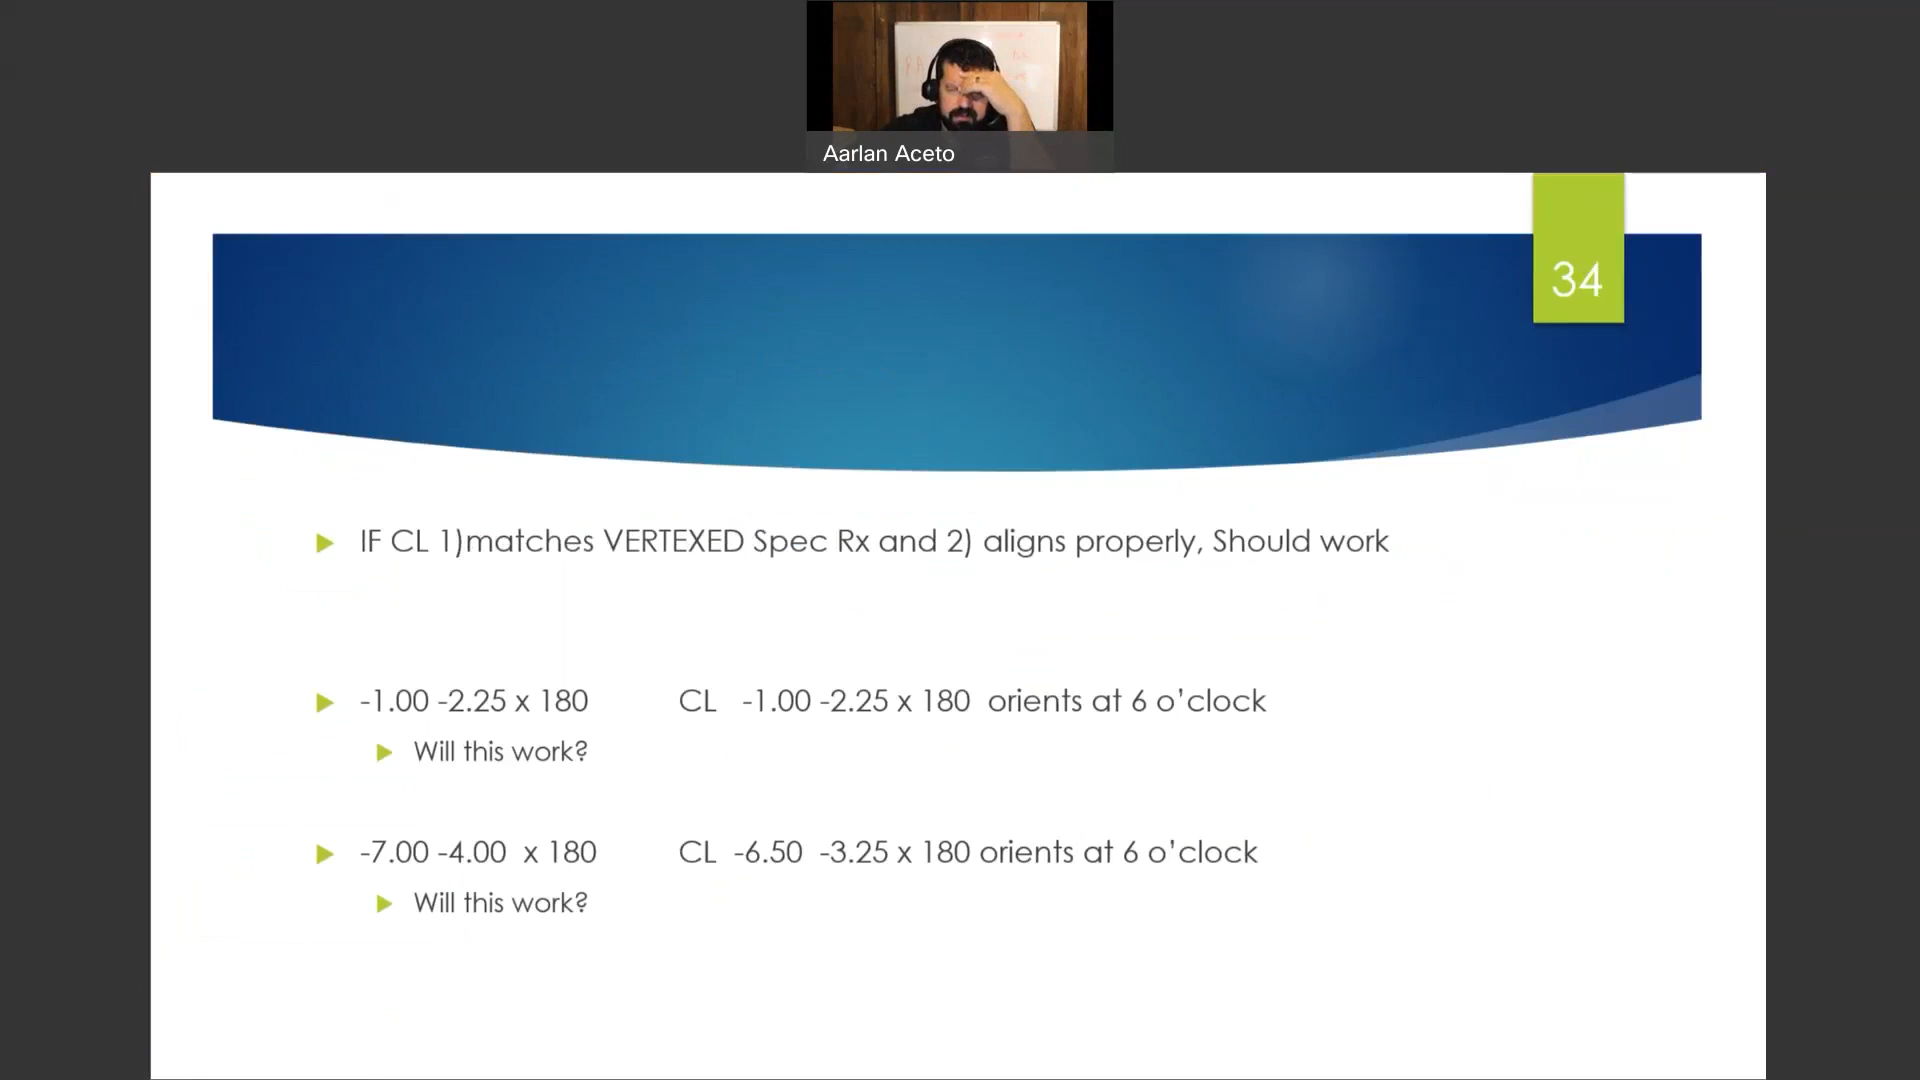 Aarlan Aceto
34
IF CL 1)matches VERTEXED Spec Rx and 2) aligns properly, Should work
-1.00 -2.25 x 180 CL -1.00 -2.25 x 180 orients at 6 o’clock
Will this work?
-7.00 -4.00 x 180 CL -6.50 -3.25 x 180 orients at 6 o’clock
Will this work?